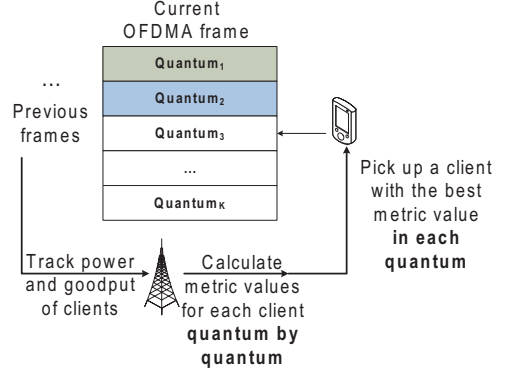 Current
OFDMA frame
Quantum₁
Quantum₂
Quantum₃
...
Quantumₖ
...
Previous
frames
Pick up a client
with the best
metric value
in each
quantum
Track power
and goodput
of clients
Calculate
metric values
for each client
quantum by
quantum